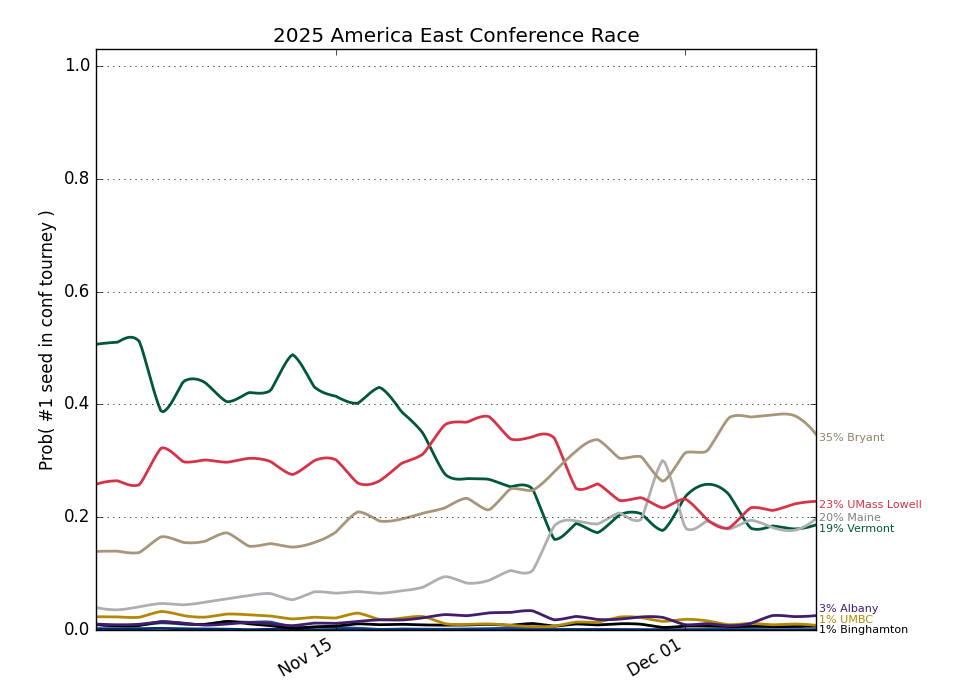 2025 America East Conference Race
Prob( #1 seed in conf tourney )
1.0
0.8
0.6
0.4
0.2
0.0
Nov 15
Dec 01
35% Bryant
23% UMass Lowell
20% Maine
19% Vermont
3% Albany
1% UMBC
1% Binghamton